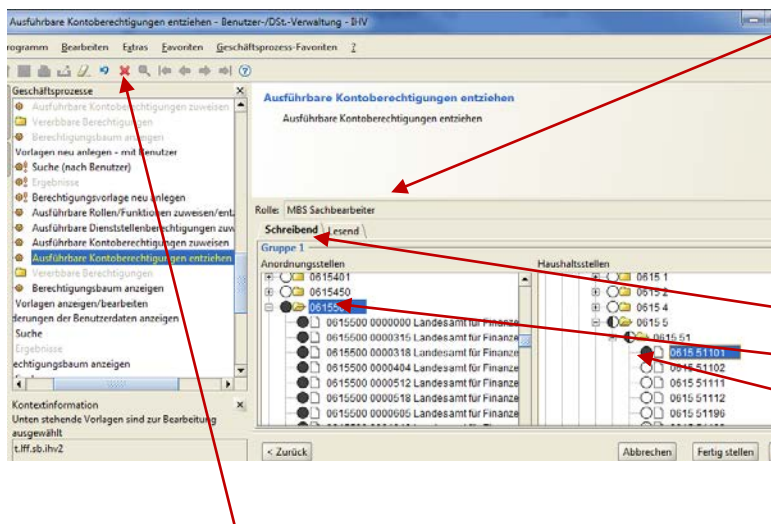 Ausführbare Kontoberechtigungen entziehen - Benutzer-/DSt.-Verwaltung - IHV
rogramm Bearbeiten Extras Favoriten Geschäftsprozess-Favoriten ?
Geschäftsprozesse
Ausführbare Kontoberechtigungen zuweisen
Vererbbare Berechtigungen
Berechtigungsbaum anzeigen
Vorlagen neu anlegen - mit Benutzer
Suche (nach Benutzer)
Ergebnisse
Berechtigungsvorlage neu anlegen
Ausführbare Rollen/Funktionen zuweisen/entz
Ausführbare Dienststellenberechtigungen zuw
Ausführbare Kontoberechtigungen zuweisen
Ausführbare Kontoberechtigungen entziehen
Vererbbare Berechtigungen
Berechtigungsbaum anzeigen
Vorlagen anzeigen/bearbeiten
derungen der Benutzerdaten anzeigen
Suche
Ergebnisse
echtigungsbaum anzeigen
Kontextinformation
Unten stehende Vorlagen sind zur Bearbeitung
ausgewählt
t.lff.sb.ihv2
Ausführbare Kontoberechtigungen entziehen
Ausführbare Kontoberechtigungen entziehen
Rolle: MBS Sachbearbeiter
Schreibend Lesend
Gruppe 1
Anordnungsstellen
0615401
0615450
0615500 0000000 Landesamt für Finanze
0615500 0000315 Landesamt für Finanze
0615500 0000318 Landesamt für Finanze
0615500 0000404 Landesamt für Finanze
0615500 0000512 Landesamt für Finanze
0615500 0000518 Landesamt für Finanze
0615500 0000605 Landesamt für Finanze
Haushaltsstellen
0615 1
0615 2
0615 4
0615 5
0615 51
0615 51101
0615 51102
0615 51111
0615 51112
0615 51196
< Zurück
Abbrechen
Fertig stellen